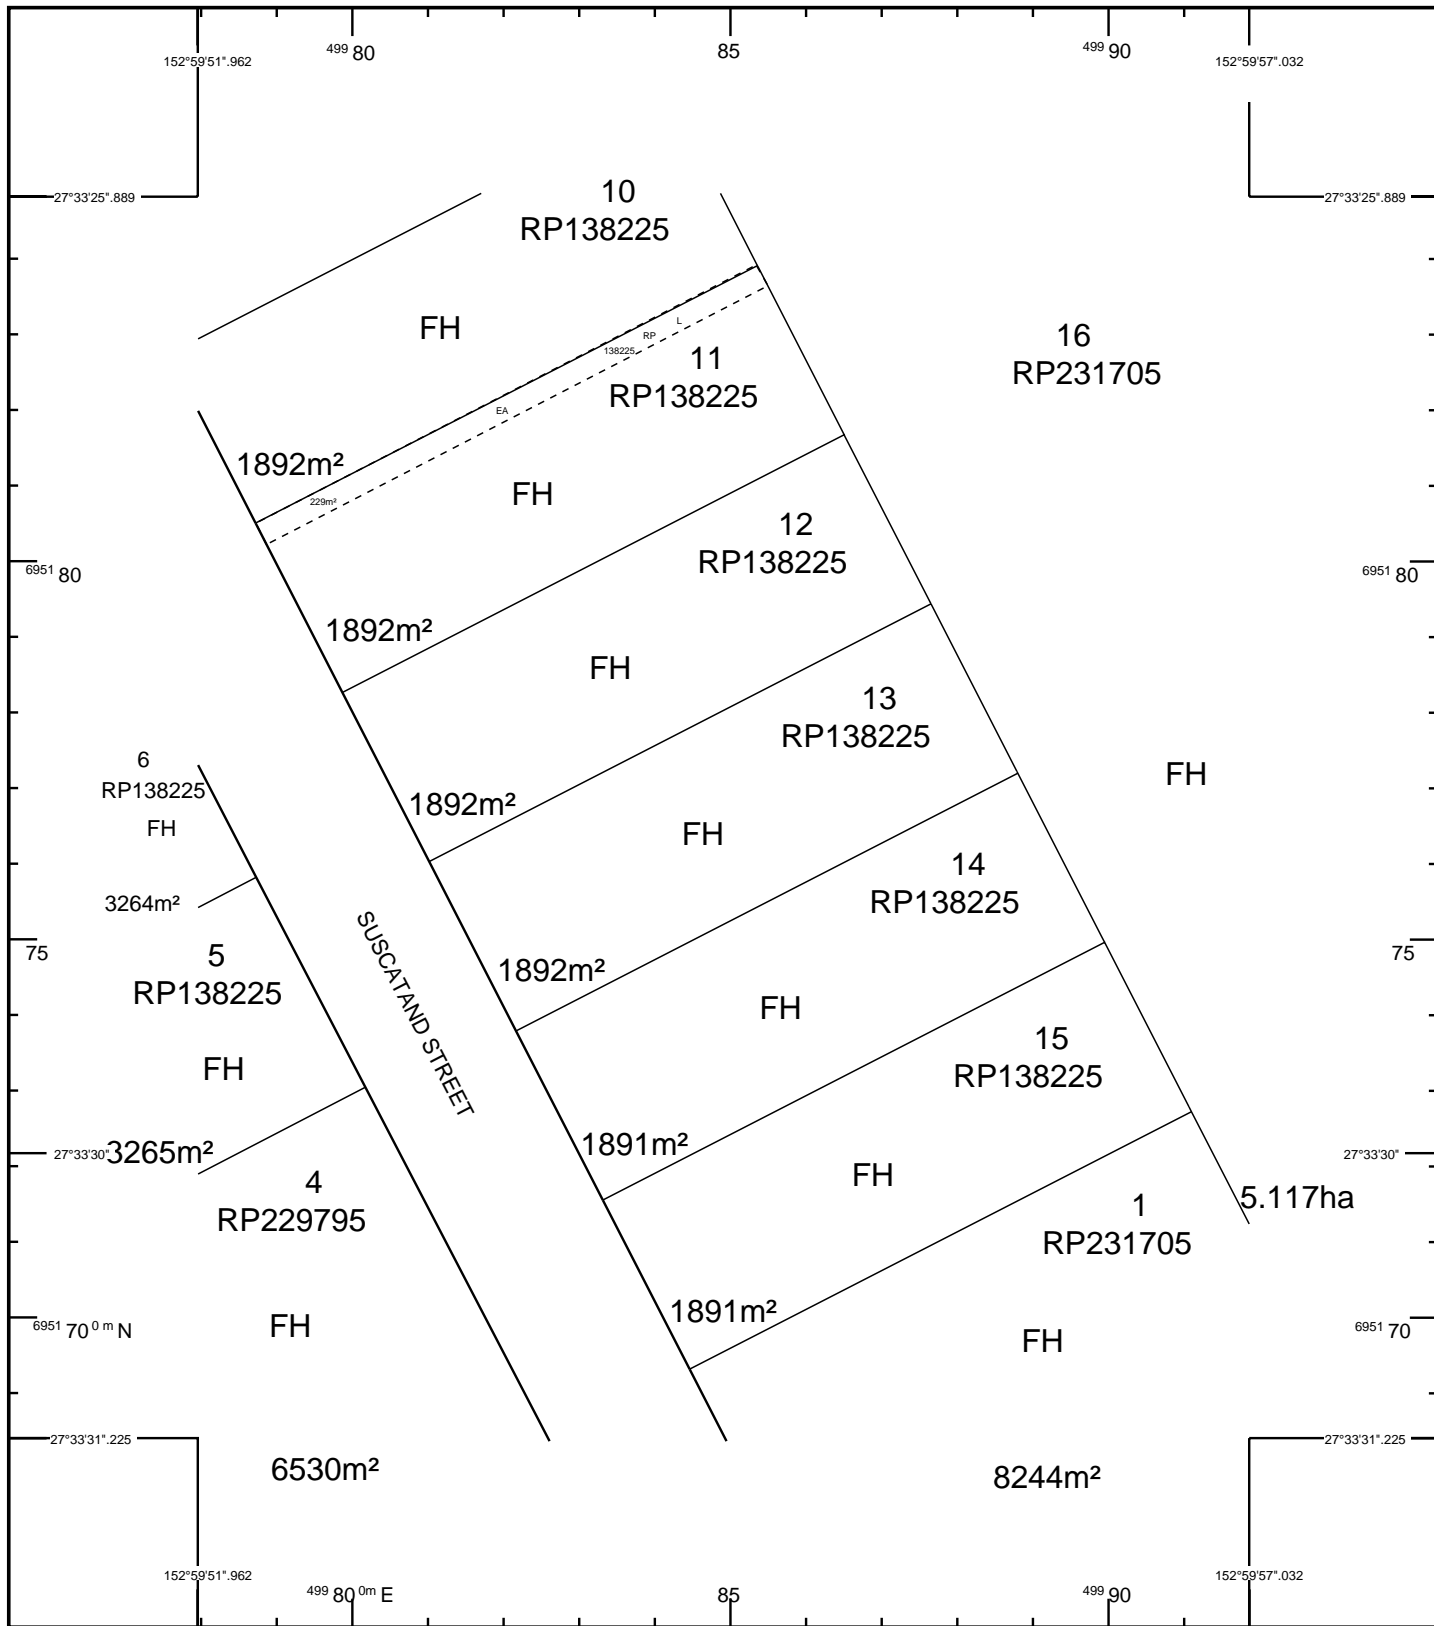 499 80
85
499 90
152°59'51".962
152°59'57".032
27°33'25".889
27°33'25".889
10
RP138225
FH
1892m²
L
RP
138225
EA
229m²
11
RP138225
FH
1892m²
16
RP231705
FH
5.117ha
12
RP138225
FH
1892m²
6951 80
6951 80
13
RP138225
FH
1892m²
6
RP138225
FH
3264m²
14
RP138225
FH
1891m²
75
75
5
RP138225
FH
3265m²
SUSCATAND STREET
15
RP138225
FH
1891m²
27°33'30"
27°33'30"
4
RP229795
FH
6530m²
1
RP231705
FH
8244m²
6951 70 0 m N
6951 70
27°33'31".225
27°33'31".225
152°59'51".962
152°59'57".032
499 80 0m E
85
499 90